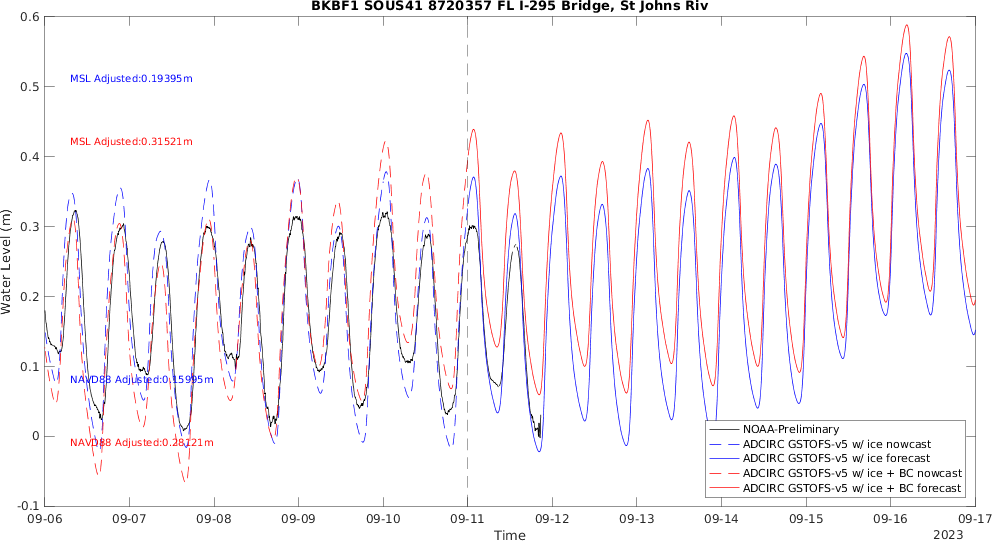 BKBF1 SOUS41 8720357 FL I-295 Bridge, St Johns Riv
0.6
0.5
0.4
0.3
0.2
0.1
0
-0.1
Water Level (m)
MSL Adjusted:0.19395m
MSL Adjusted:0.31521m
NAVD88 Adjusted:0.15995m
NAVD88 Adjusted:0.28121m
NOAA-Preliminary
ADCIRC GSTOFS-v5 w/ ice nowcast
ADCIRC GSTOFS-v5 w/ ice forecast
ADCIRC GSTOFS-v5 w/ ice + BC nowcast
ADCIRC GSTOFS-v5 w/ ice + BC forecast
09-06 09-07 09-08 09-09 09-10 09-11 09-12 09-13 09-14 09-15 09-16 09-17
Time
2023